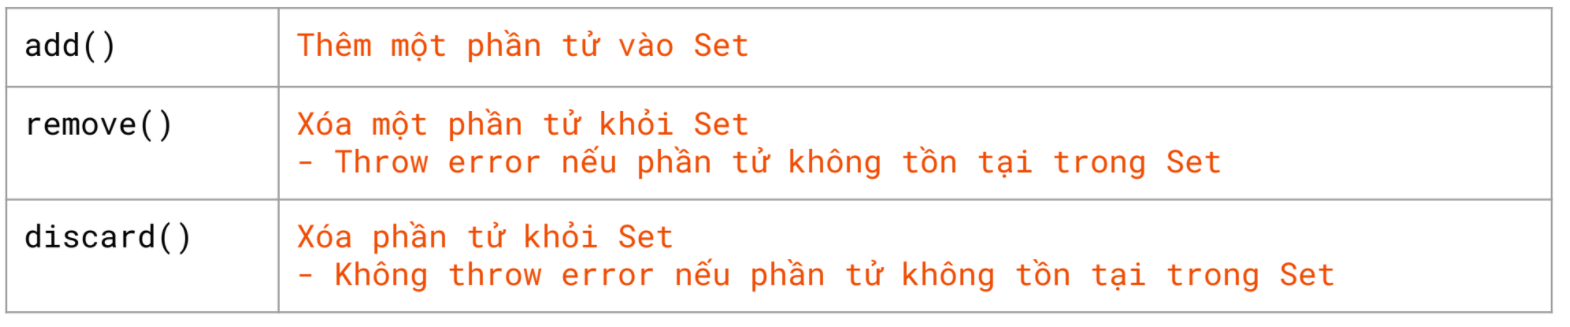 add()
Thêm một phần tử vào Set
remove()
Xóa một phần tử khỏi Set
- Throw error nếu phần tử không tồn tại trong Set
discard()
Xóa phần tử khỏi Set
- Không throw error nếu phần tử không tồn tại trong Set